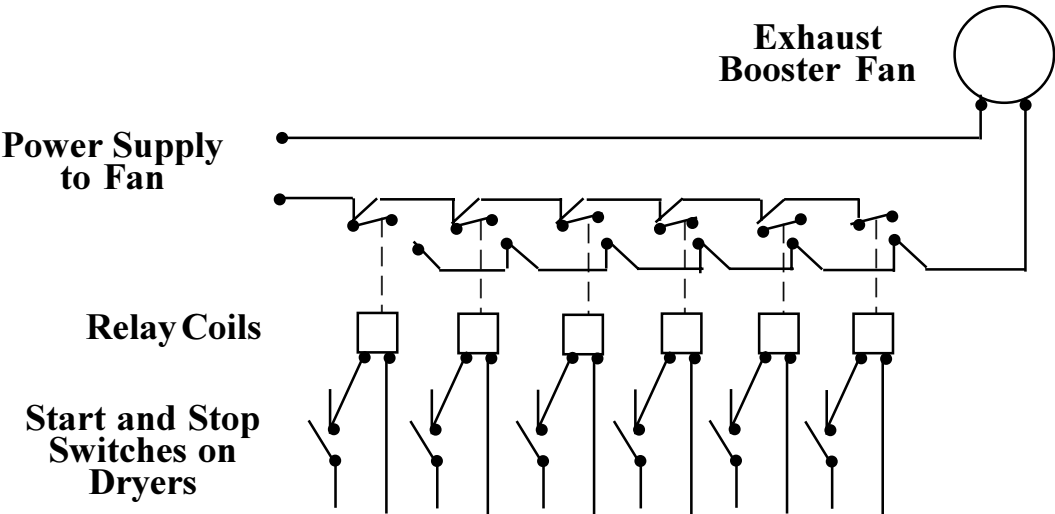 Exhaust
Booster Fan
Power Supply
to Fan
Relay Coils
Start and Stop
Switches on
Dryers